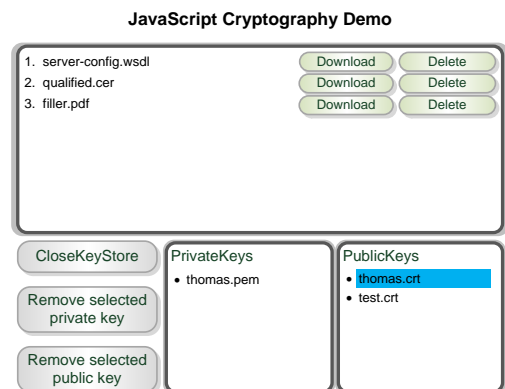 JavaScript Cryptography Demo
1. server-config.wsdl Download Delete
2. qualified.cer Download Delete
3. filler.pdf Download Delete
CloseKeyStore
Remove selected
private key
Remove selected
public key
PrivateKeys
• thomas.pem
PublicKeys
• thomas.crt
• test.crt